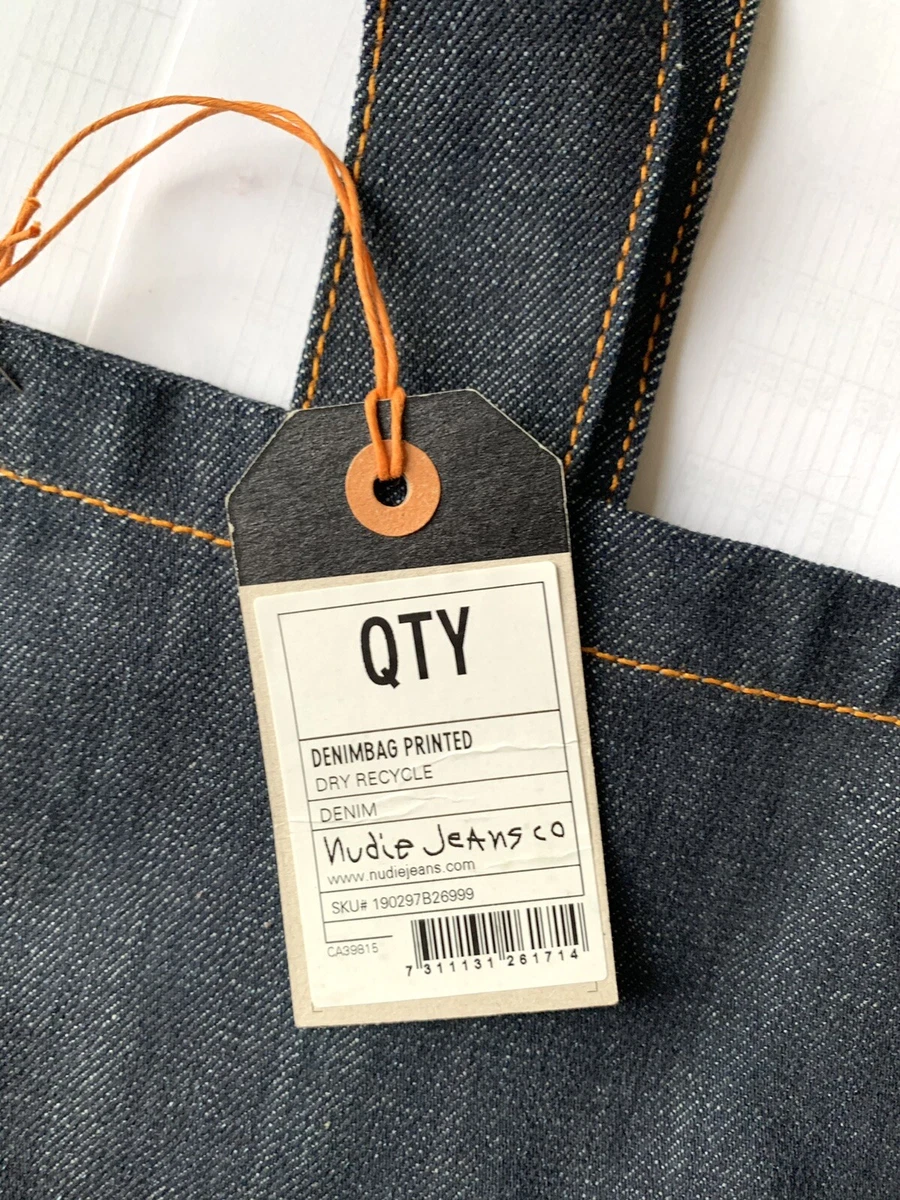 QTY
DENIMBAG PRINTED
DRY RECYCLE
DENIM
Nudie Jeans co
www.nudiejeans.com
SKU# 190297B26999
CA39815
7 311131 261714